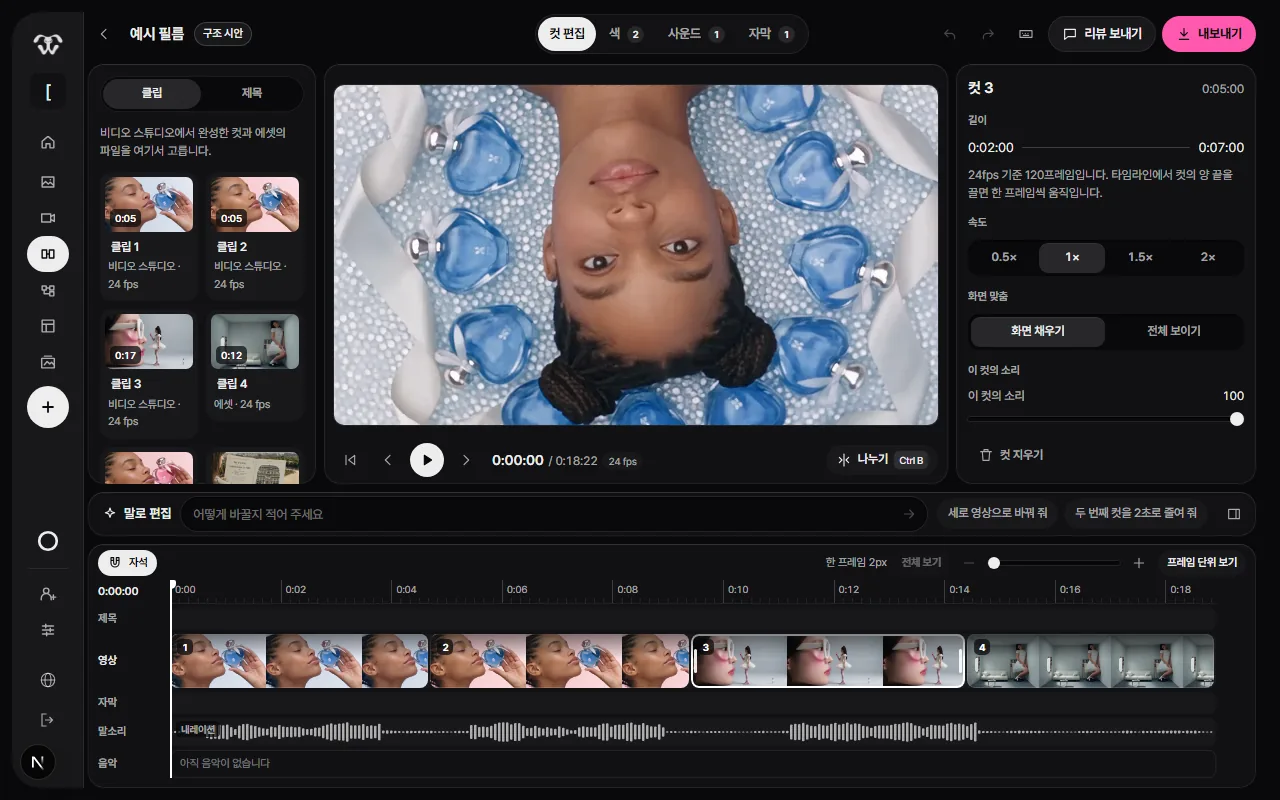 예시 필름
구조 시안
컷 편집
색 2
사운드 1
자막 1
리뷰 보내기
내보내기
[
클립
제목
비디오 스튜디오에서 완성한 컷과 에셋의
파일을 여기서 고릅니다.
0:05
클립 1
비디오 스튜디오 ·
24 fps
0:05
클립 2
비디오 스튜디오 ·
24 fps
0:17
클립 3
비디오 스튜디오 ·
24 fps
0:12
클립 4
에셋 · 24 fps
0:00:00 / 0:18:22 24 fps
나누기 Ctrl B
컷 3
0:05:00
길이
0:02:00
0:07:00
24fps 기준 120프레임입니다. 타임라인에서 컷의 양 끝을
끌면 한 프레임씩 움직입니다.
속도
0.5×
1×
1.5×
2×
화면 맞춤
화면 채우기
전체 보이기
이 컷의 소리
이 컷의 소리
100
컷 지우기
말로 편집
어떻게 바꿀지 적어 주세요
세로 영상으로 바꿔 줘
두 번째 컷을 2초로 줄여 줘
자석
한 프레임 2px
전체 보기
프레임 단위 보기
0:00:00
0:00
0:02
0:04
0:06
0:08
0:10
0:12
0:14
0:16
0:18
제목
영상
1
2
3
4
자막
말소리
내레이션
음악
아직 음악이 없습니다
N